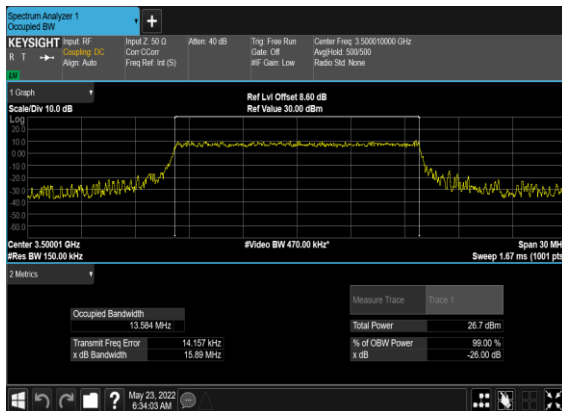 Spectrum Analyzer 1
Occupied BW
KEYSIGHT
R T
Input: RF
Coupling: DC
Align: Auto
Input Z: 50 Ω
Corr CCorr
Freq Ref: Int (S)
Atten: 40 dB
Trig: Free Run
Gate: Off
#IF Gain: Low
Center Freq: 3.500010000 GHz
Avg|Hold: 500/500
Radio Std: None
1 Graph
Scale/Div 10.0 dB
Ref Lvl Offset 8.60 dB
Ref Value 30.00 dBm
Log
20.0
10.0
0.00
-10.0
-20.0
-30.0
-40.0
-50.0
-60.0
Center 3.50001 GHz
#Res BW 150.00 kHz
#Video BW 470.00 kHz*
Span 30 MH
Sweep 1.67 ms (1001 pts
2 Metrics
Measure Trace
Trace 1
Occupied Bandwidth
13.584 MHz
Total Power
26.7 dBm
Transmit Freq Error
14.157 kHz
% of OBW Power
99.00 %
x dB Bandwidth
15.89 MHz
x dB
-26.00 dB
?
May 23, 2022
6:34:03 AM